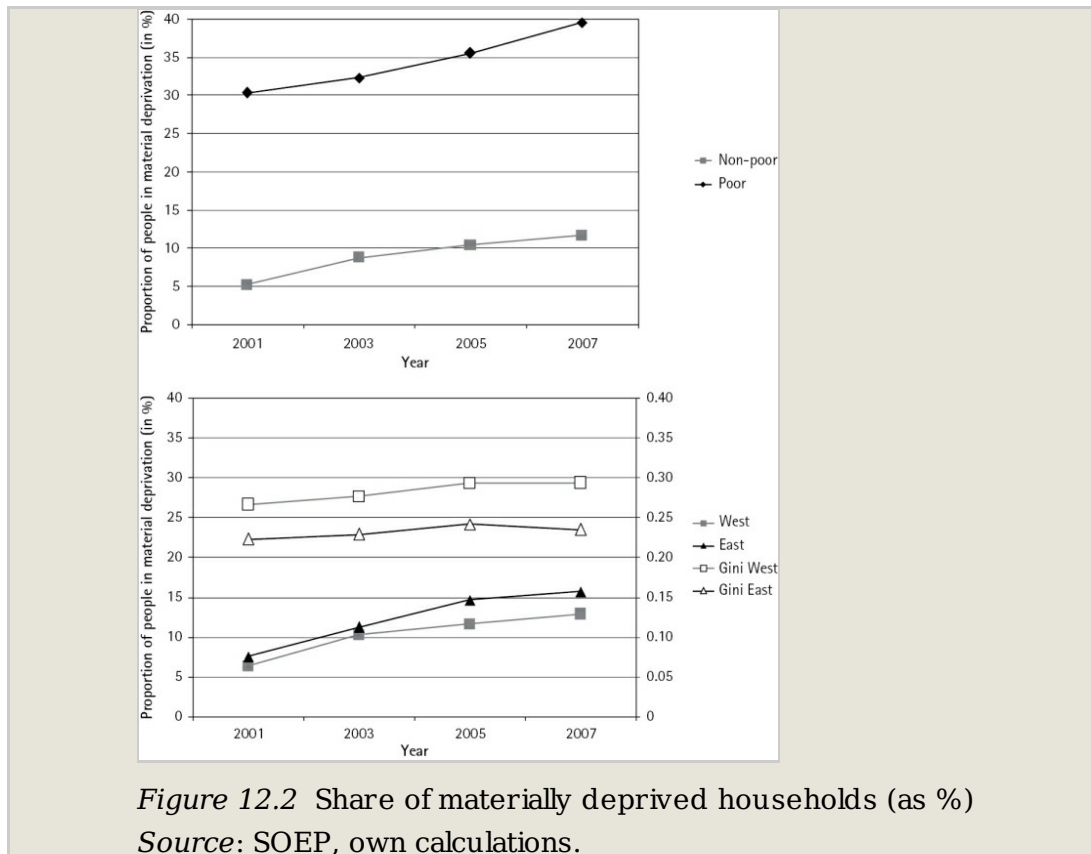 Proportion of people in material deprivation (in %)
40
35
30
25
20
15
10
5
0
2001 2003 2005 2007
Year
Non-poor
Poor
Proportion of people in material deprivation (in %)
40
35
30
25
20
15
10
5
0
0.40
0.35
0.30
0.25
0.20
0.15
0.10
0.05
0
2001 2003 2005 2007
Year
West
East
Gini West
Gini East
Figure 12.2 Share of materially deprived households (as %)
Source: SOEP, own calculations.